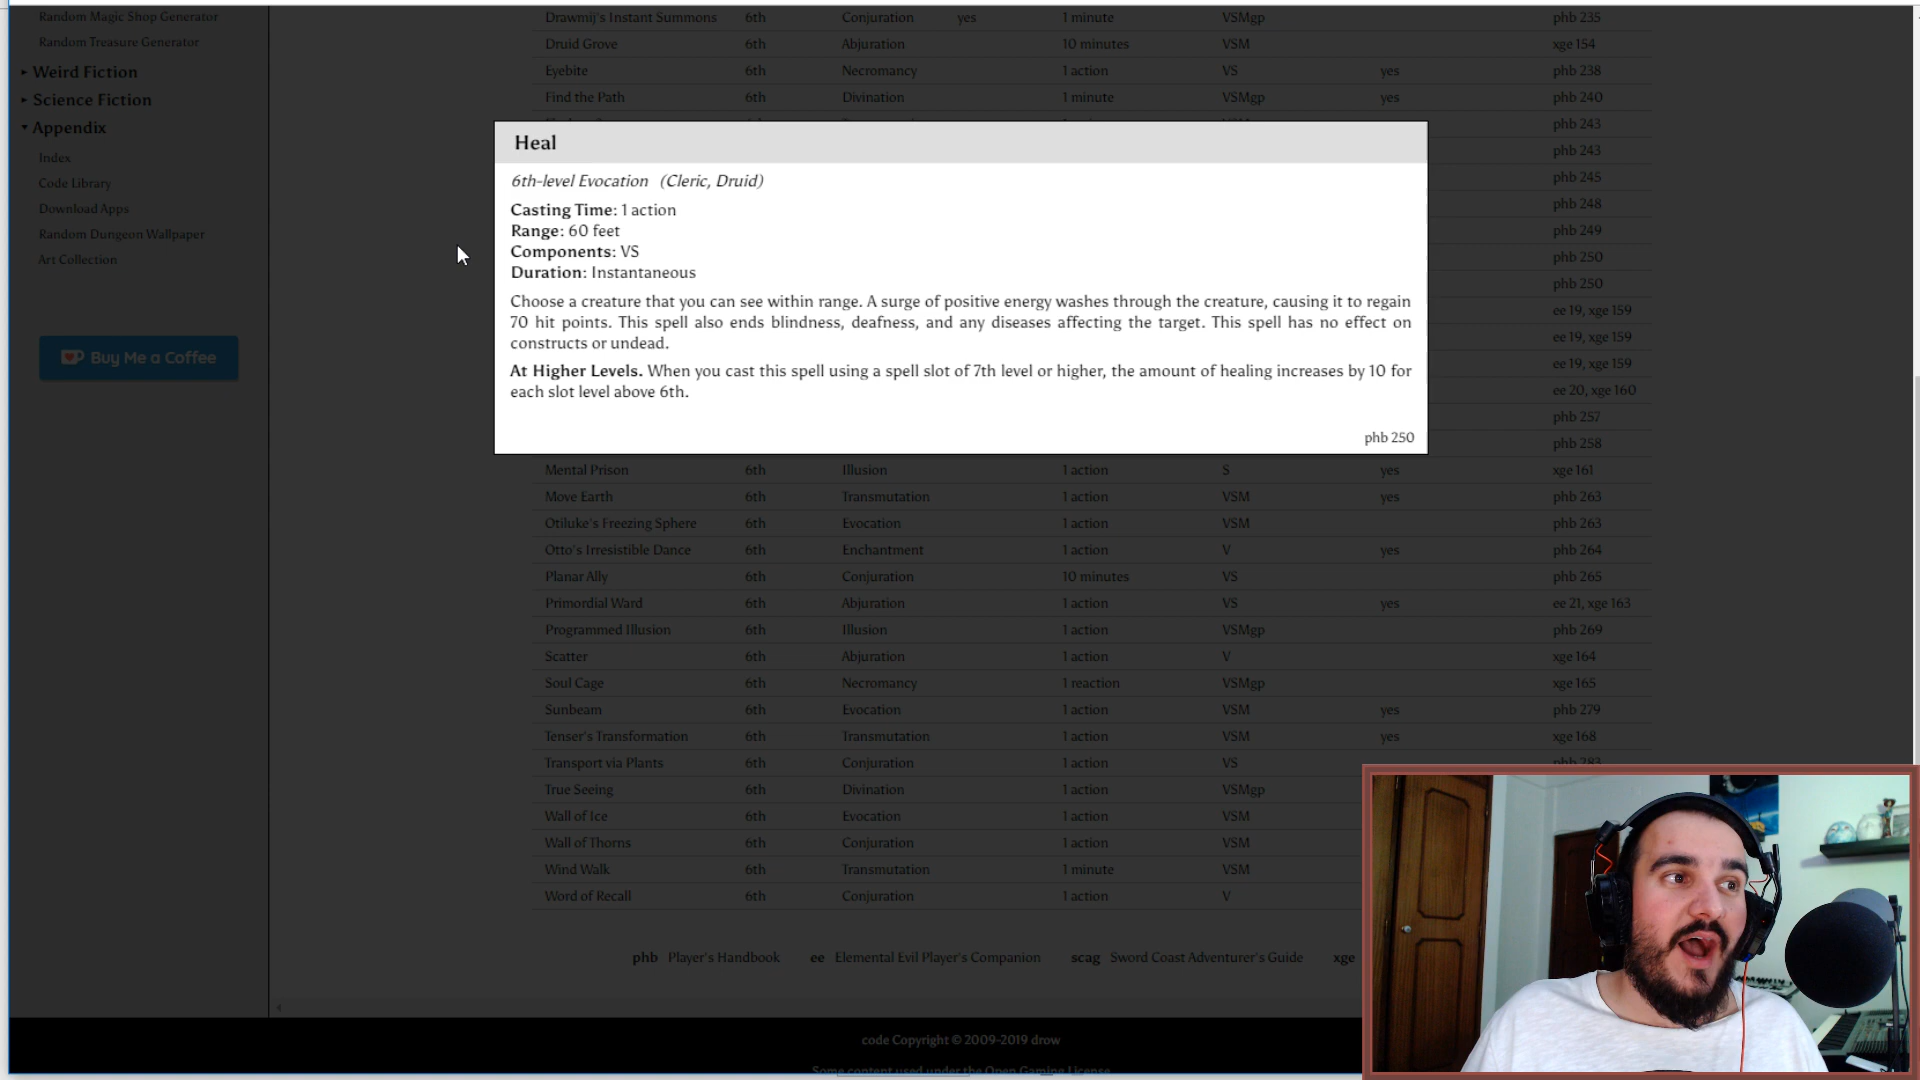 Random Magic Shop Generator
Random Treasure Generator
Weird Fiction
Science Fiction
Appendix
Index
Code Library
Download Apps
Random Dungeon Wallpaper
Art Collection
Buy Me a Coffee
Drawmij's Instant Summons 6th Conjuration yes 1 minute VSMgp phb 235
Druid Grove 6th Abjuration 10 minutes VSM xge 154
Eyebite 6th Necromancy 1 action VS yes phb 238
Find the Path 6th Divination 1 minute VSMgp yes phb 240
phb 243
phb 243
phb 245
phb 248
phb 249
phb 250
phb 250
ee 19, xge 159
ee 19, xge 159
ee 19, xge 159
ee 20, xge 160
phb 257
phb 258
Heal
6th-level Evocation (Cleric, Druid)
Casting Time: 1 action
Range: 60 feet
Components: VS
Duration: Instantaneous
Choose a creature that you can see within range. A surge of positive energy washes through the creature, causing it to regain
70 hit points. This spell also ends blindness, deafness, and any diseases affecting the target. This spell has no effect on
constructs or undead.
At Higher Levels. When you cast this spell using a spell slot of 7th level or higher, the amount of healing increases by 10 for
each slot level above 6th.
phb 250
Mental Prison 6th Illusion 1 action S yes xge 161
Move Earth 6th Transmutation 1 action VSM yes phb 263
Otiluke's Freezing Sphere 6th Evocation 1 action VSM phb 263
Otto's Irresistible Dance 6th Enchantment 1 action V yes phb 264
Planar Ally 6th Conjuration 10 minutes VS phb 265
Primordial Ward 6th Abjuration 1 action VS yes ee 21, xge 163
Programmed Illusion 6th Illusion 1 action VSMgp phb 269
Scatter 6th Abjuration 1 action V xge 164
Soul Cage 6th Necromancy 1 reaction VSMgp xge 165
Sunbeam 6th Evocation 1 action VSM yes phb 279
Tenser's Transformation 6th Transmutation 1 action VSM yes xge 168
Transport via Plants 6th Conjuration 1 action VS phb 283
True Seeing 6th Divination 1 action VSMgp
Wall of Ice 6th Evocation 1 action VSM
Wall of Thorns 6th Conjuration 1 action VSM
Wind Walk 6th Transmutation 1 minute VSM
Word of Recall 6th Conjuration 1 action V
phb Player's Handbook ee Elemental Evil Player's Companion scag Sword Coast Adventurer's Guide xge
code Copyright © 2009-2019 drow
Some content used under the Open Gaming License